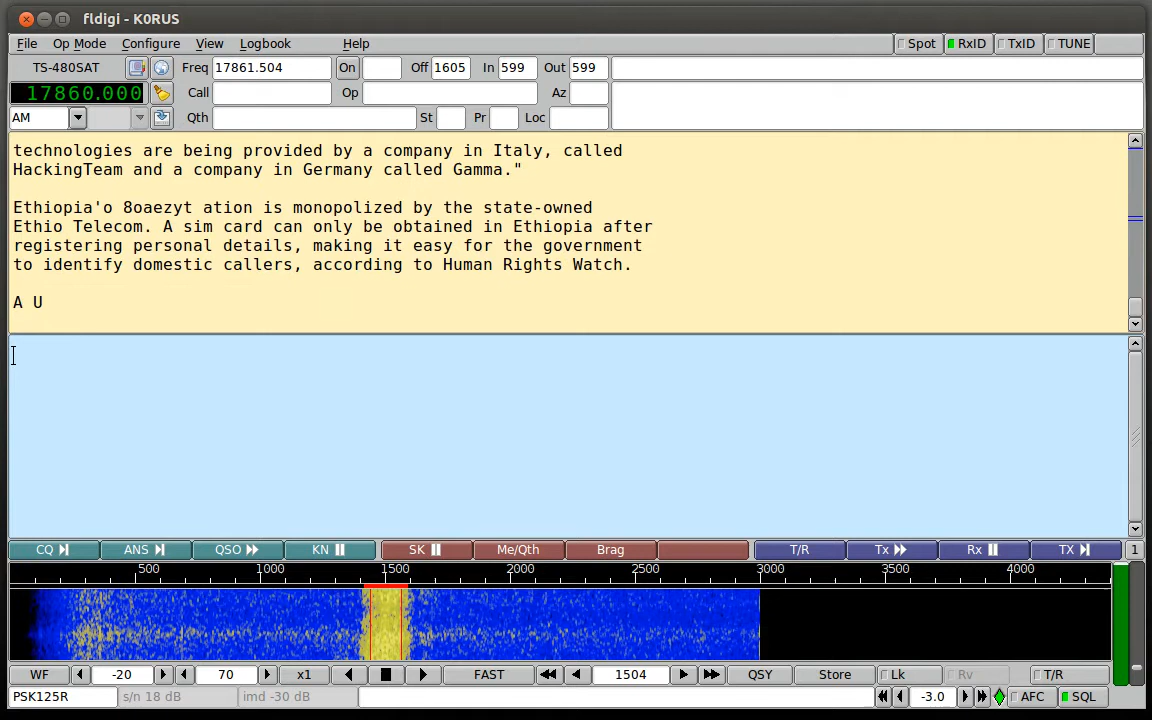 fldigi - K0RUS
File Op Mode Configure View Logbook Help Spot RxID TxID TUNE
TS-480SAT Freq 17861.504 On Off 1605 In 599 Out 599
17860.000 Call Op Az
AM Qth St Pr Loc
technologies are being provided by a company in Italy, called
HackingTeam and a company in Germany called Gamma."
Ethiopia'o 8oaezyt ation is monopolized by the state-owned
Ethio Telecom. A sim card can only be obtained in Ethiopia after
registering personal details, making it easy for the government
to identify domestic callers, according to Human Rights Watch.
A U
CQ ANS QSO KN SK Me/Qth Brag T/R Tx Rx TX 1
500 1000 1500 2000 2500 3000 3500 4000
WF -20 70 x1 FAST 1504 QSY Store Lk Rv T/R
PSK125R s/n 18 dB imd -30 dB -3.0 AFC SQL